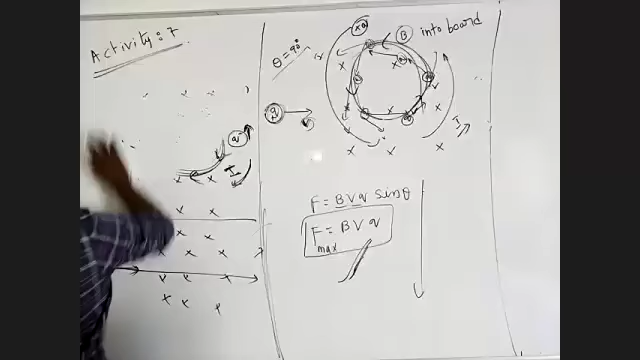 Activity: 7
θ = 90°
B into board
q
q
I
I
F = BVq sinθ
F = BVq
max